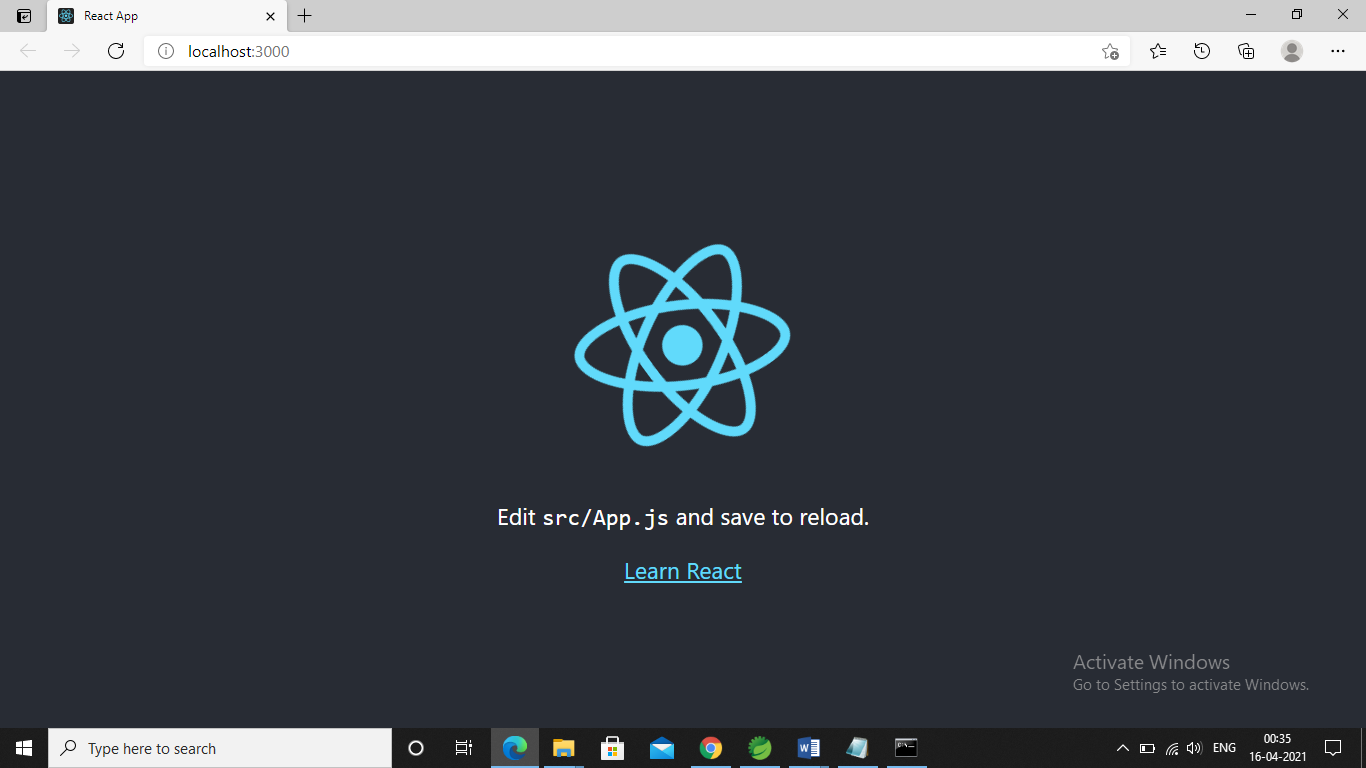 React App
localhost:3000
Edit src/App.js and save to reload.
Learn React
Activate Windows
Go to Settings to activate Windows.
Type here to search
ENG
00:35
16-04-2021